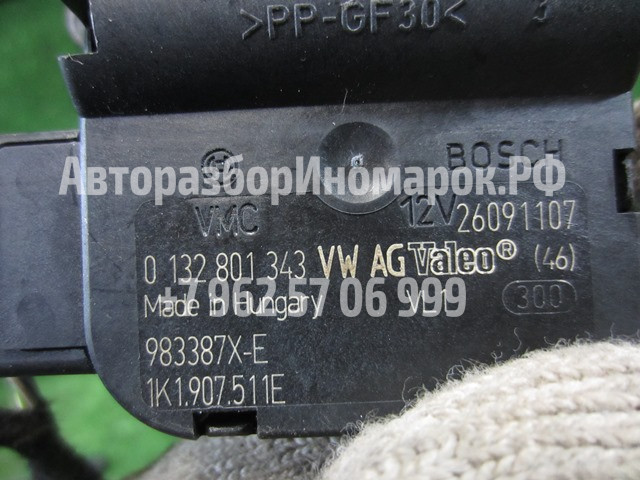 >PP-GF30<
BOSCH
АвторазборИномарок.РФ
VMC 12V 26091107
0 132 801 343 VW AG Valeo® (46)
+7 962 57 06 999
Made in Hungary VL1 300
983387X-E
1K1.907.511E